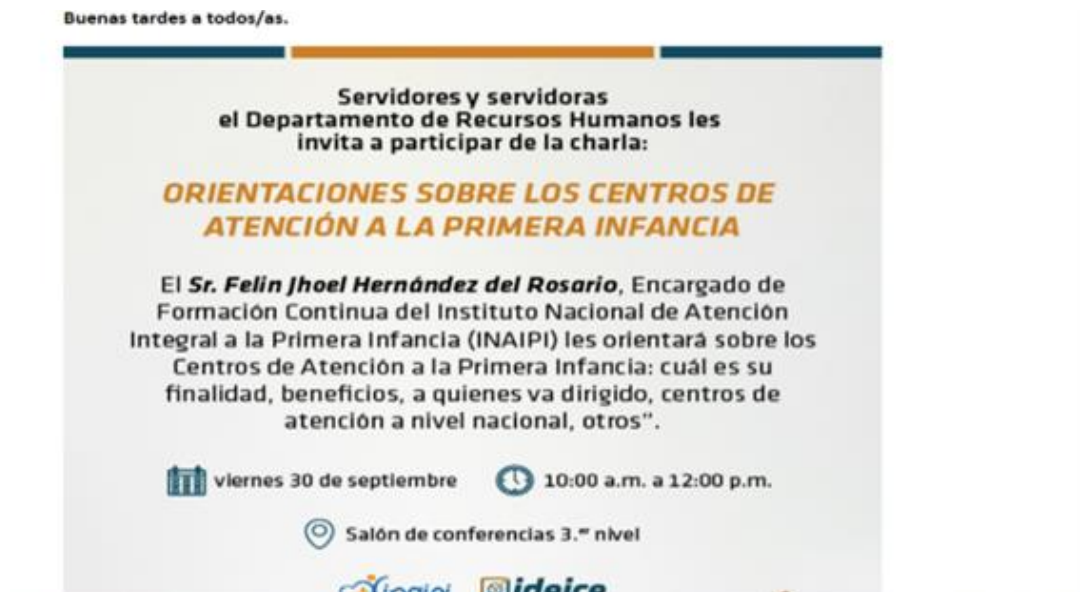 Buenas tardes a todos/as.
Servidores y servidoras
el Departamento de Recursos Humanos les
invita a participar de la charla:
ORIENTACIONES SOBRE LOS CENTROS DE
ATENCIÓN A LA PRIMERA INFANCIA
El Sr. Felin Jhoel Hernández del Rosario, Encargado de
Formación Continua del Instituto Nacional de Atención
Integral a la Primera Infancia (INAIPI) les orientará sobre los
Centros de Atención a la Primera Infancia: cuál es su
finalidad, beneficios, a quienes va dirigido, centros de
atención a nivel nacional, otros”.
viernes 30 de septiembre 10:00 a.m. a 12:00 p.m.
Salón de conferencias 3.er nivel
inaipi ideice